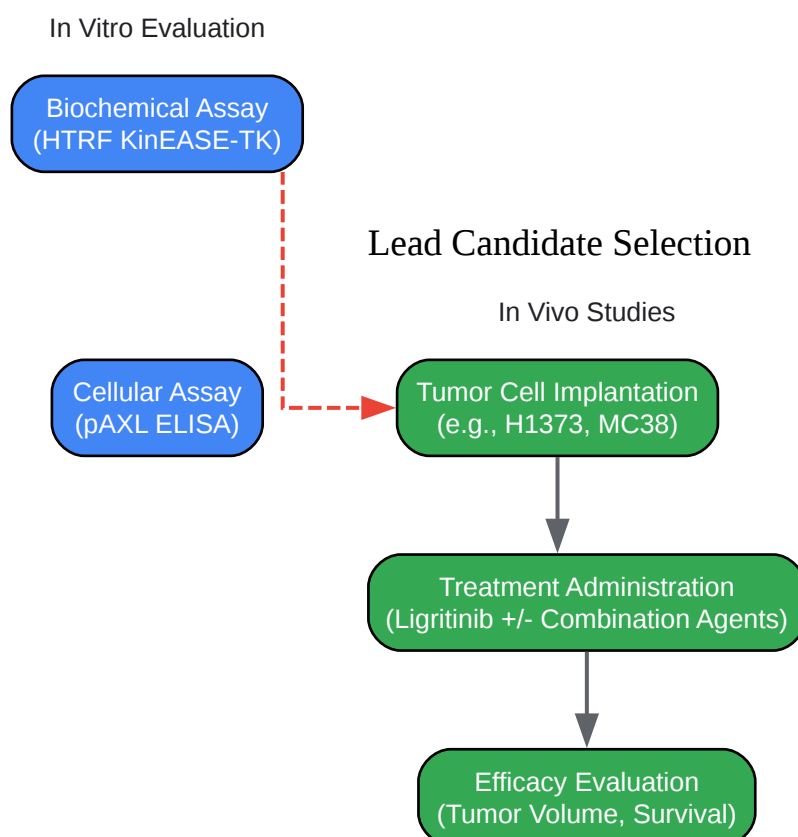 In Vitro Evaluation
Biochemical Assay
(HTRF KinEASE-TK)
Lead Candidate Selection
In Vivo Studies
Cellular Assay
(pAXL ELISA)
Tumor Cell Implantation
(e.g., H1373, MC38)
Treatment Administration
(Ligritinib +/- Combination Agents)
Efficacy Evaluation
(Tumor Volume, Survival)